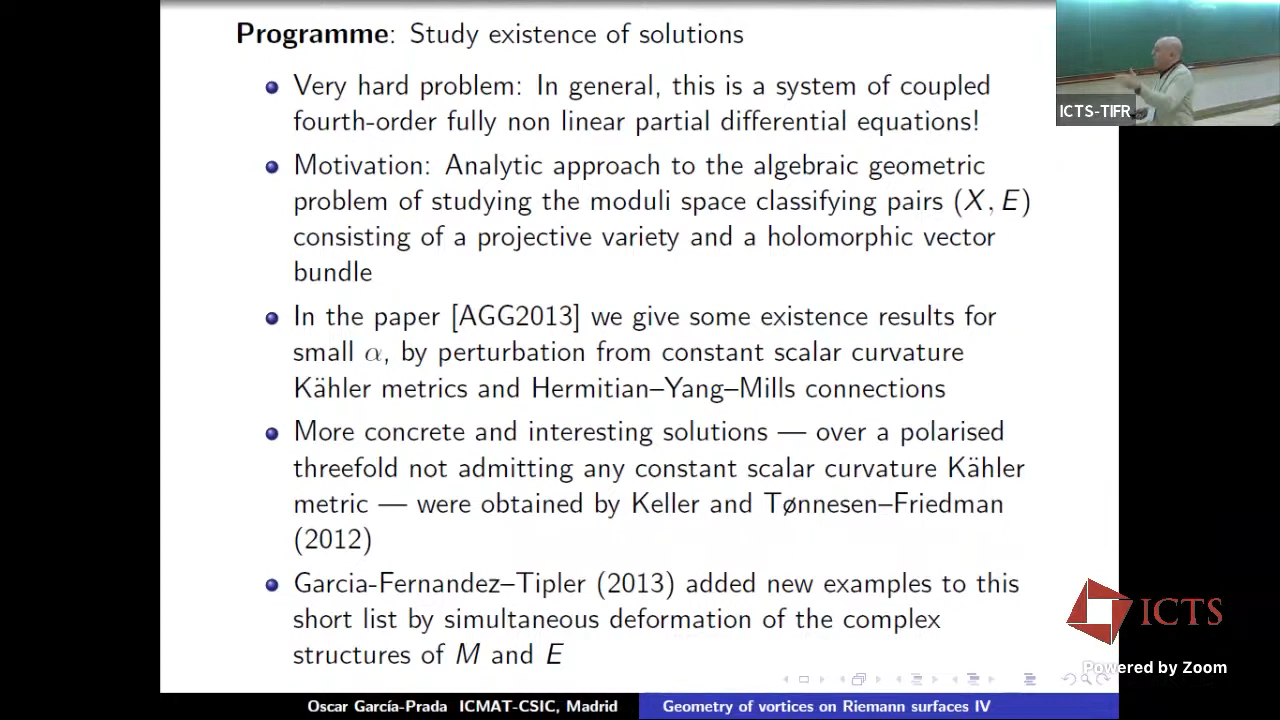 Programme: Study existence of solutions
Very hard problem: In general, this is a system of coupled
fourth-order fully non linear partial differential equations!
Motivation: Analytic approach to the algebraic geometric
problem of studying the moduli space classifying pairs (X, E)
consisting of a projective variety and a holomorphic vector
bundle
In the paper [AGG2013] we give some existence results for
small α, by perturbation from constant scalar curvature
Kähler metrics and Hermitian–Yang–Mills connections
More concrete and interesting solutions — over a polarised
threefold not admitting any constant scalar curvature Kähler
metric — were obtained by Keller and Tønnesen–Friedman
(2012)
Garcia-Fernandez–Tipler (2013) added new examples to this
short list by simultaneous deformation of the complex
structures of M and E
Oscar García-Prada ICMAT-CSIC, Madrid
Geometry of vortices on Riemann surfaces IV
ICTS-TIFR
ICTS
Powered by Zoom